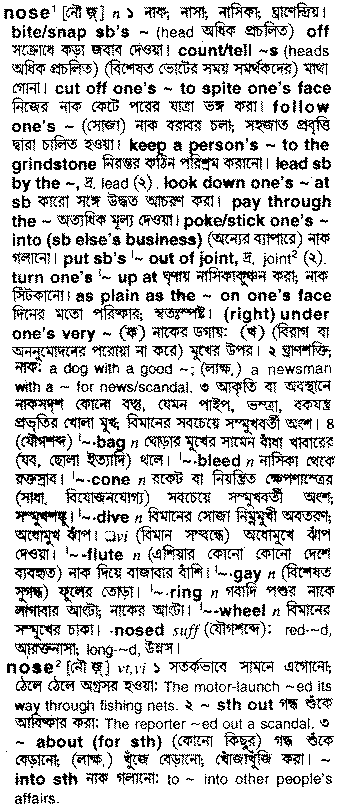 nose¹ [নৌজ়্] n ১ নাক; নাসা; নাসিকা; ঘ্রাণেন্দ্রিয়।
bite/snap sb's ~ (head অধিক প্রচলিত) off
সক্রোধে কড়া জবাব দেওয়া। count/tell ~s (heads
অধিক প্রচলিত) (বিশেষত ভোটের সময় সমর্থকদের) মাথা
গোনা। cut off one's ~ to spite one's face
নিজের নাক কেটে পরের যাত্রা ভঙ্গ করা। follow
one's ~ (সোজা) নাক বরাবর চলা; সহজাত প্রবৃত্তি
দ্বারা চালিত হওয়া। keep a person's ~ to the
grindstone নিরন্তর কঠিন পরিশ্রম করানো। lead sb
by the ~, দ্র. lead (২). look down one's ~ at
sb কারো সঙ্গে উদ্ধত আচরণ করা। pay through
the ~ অত্যধিক মূল্য দেওয়া। poke/stick one's ~
into (sb else's business) (অন্যের ব্যাপারে) নাক
গলানো। put sb's ˈ~ out of joint, দ্র. joint² (২).
turn one's ˈ~ up at ঘৃণায় নাসিকাকুঞ্চন করা; নাক
সিটকানো। as plain as the ~ on one's face
দিনের মতো পরিষ্কার; স্বতঃস্পষ্ট। (right) under
one's very ~ (ক) নাকের ডগায়: (খ) (বিরাগ বা
অননুমোদনের পরোয়া না করে) মুখের উপর। ২ ঘ্রাণশক্তি;
নাক: a dog with a good ~; (লাক্ষ.) a newsman
with a ~ for news/scandal. ৩ আকৃতি বা অবস্থানে
নাকসদৃশ কোনো বস্তু, যেমন পাইপ, ভস্ত্রা, বকযন্ত্র
প্রভৃতির খোলা মুখ; বিমানের সবচেয়ে সম্মুখবর্তী অংশ। ৪
(যৌগশব্দ) ˈ~-bag n ঘোড়ার মুখের সামনে বাঁধা খাবারের
(যব, ছোলা ইত্যাদি) থলে। ˈ~-bleed n নাসিকা থেকে
রক্তস্রাব। ˈ~-cone n রকেট বা নিয়ন্ত্রিত ক্ষেপণাস্ত্রের
(সাধা, বিযোজনযোগ্য) সবচেয়ে সম্মুখবর্তী অংশ;
সম্মুখশঙ্কু। ˈ~-dive n বিমানের সোজা নিম্নমুখী অবতরণ;
অধোমুখ ঝাঁপ। □vi (বিমান সম্বন্ধে) অধোমুখে ঝাঁপ
দেওয়া। ˈ~-flute n (এশিয়ার কোনো কোনো দেশে
ব্যবহৃত) নাক দিয়ে বাজাবার বাঁশি। ˈ~-gay n (বিশেষত
সুগন্ধ) ফুলের তোড়া। ˈ~-ring n গবাদি পশুর নাকে
লাগাবার আংটা; নাকের আংটা। ˈ~-wheel n বিমানের
সম্মুখের চাকা। -nosed suff (যৌগশব্দে): red-~d,
আরক্তনাসা; long-~d, উন্নস।
nose² [নৌজ়্] vt,vi ১ সতর্কভাবে সামনে এগোনো;
ঠেলে ঠেলে অগ্রসর হওয়া: The motor-launch ~ed its
way through fishing nets. ২ ~ sth out গন্ধ শুঁকে
আবিষ্কার করা: The reporter ~ed out a scandal. ৩
~ about (for sth) (কোনো কিছুর) গন্ধ শুঁকে
বেড়ানো; (লাক্ষ.) খুঁজে বেড়ানো; খোঁজাখুঁজি করা। ~
into sth নাক গলানো: to ~ into other people's
affairs.